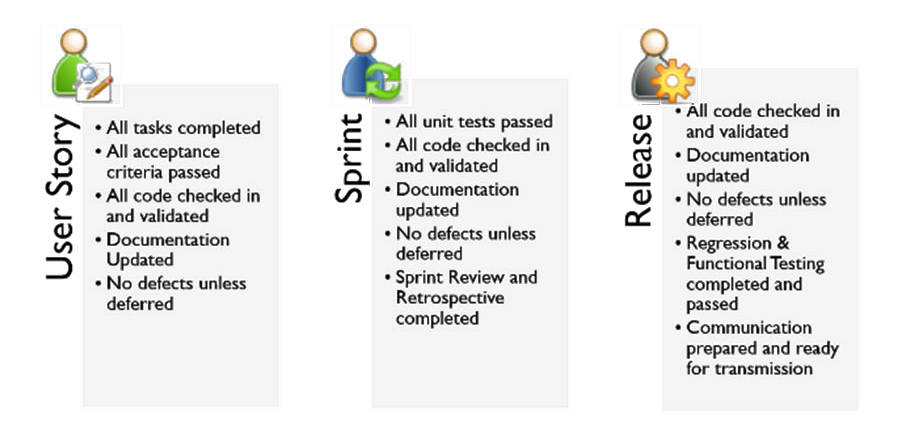 User Story
• All tasks completed
• All acceptance
criteria passed
• All code checked in
and validated
• Documentation
Updated
• No defects unless
deferred
Sprint
• All unit tests passed
• All code checked in
and validated
• Documentation
updated
• No defects unless
deferred
• Sprint Review and
Retrospective
completed
Release
• All code checked in
and validated
• Documentation
updated
• No defects unless
deferred
• Regression &
Functional Testing
completed and
passed
• Communication
prepared and ready
for transmission